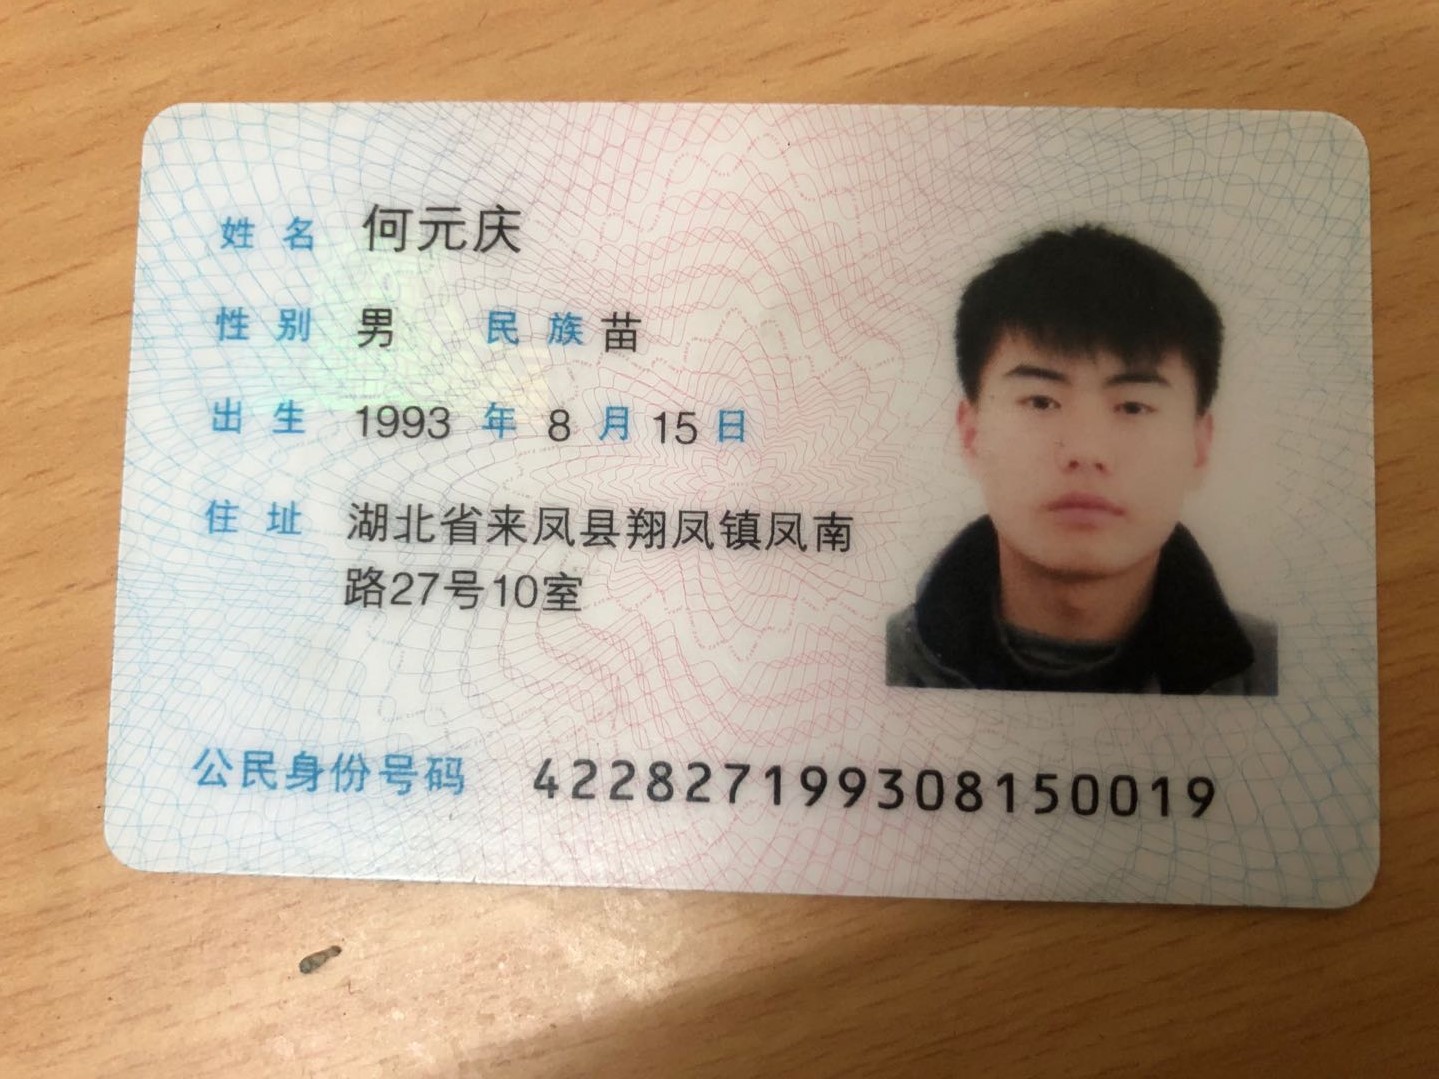 姓名 何元庆
性别 男 民族 苗
出生 1993 年 8 月 15 日
住址 湖北省来凤县翔凤镇凤南
路27号10室
公民身份号码 422827199308150019